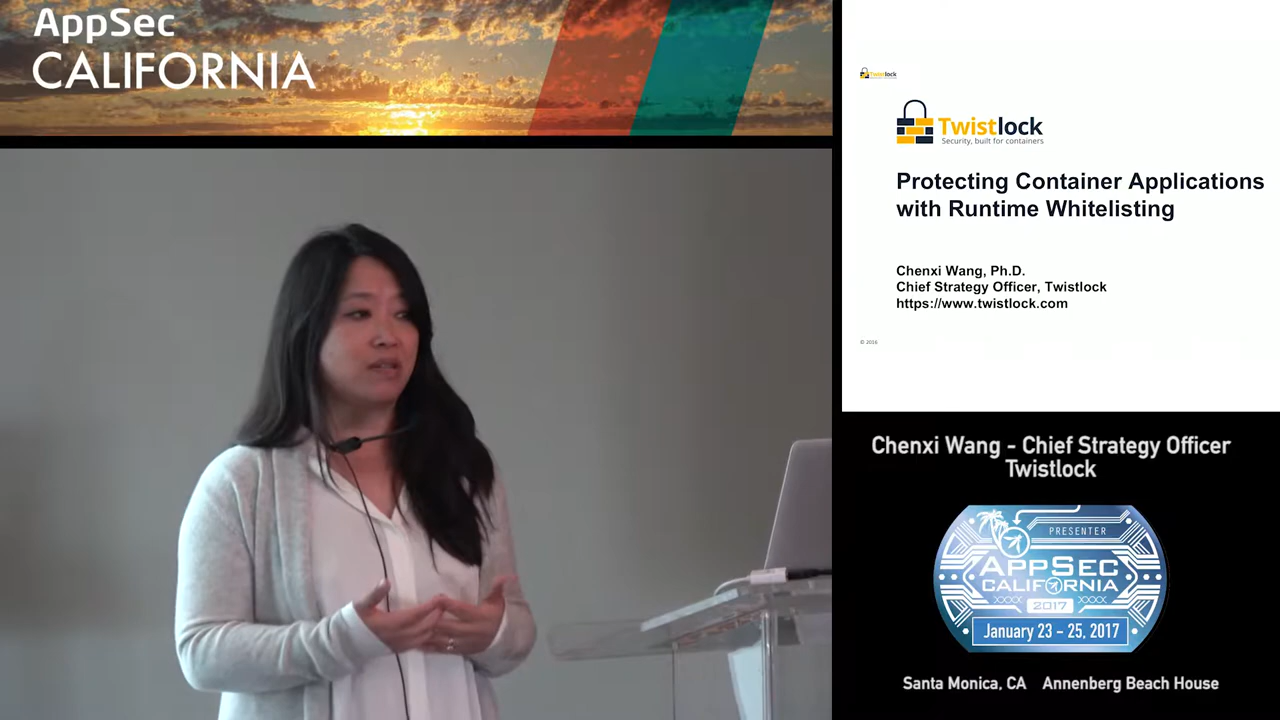 AppSec
CALIFORNIA
Twistlock
Twistlock
Security, built for containers
Protecting Container Applications
with Runtime Whitelisting
Chenxi Wang, Ph.D.
Chief Strategy Officer, Twistlock
https://www.twistlock.com
© 2016
Chenxi Wang - Chief Strategy Officer
Twistlock
PRESENTER
APPSEC
CALIFORNIA
2017
January 23 - 25, 2017
Santa Monica, CA Annenberg Beach House